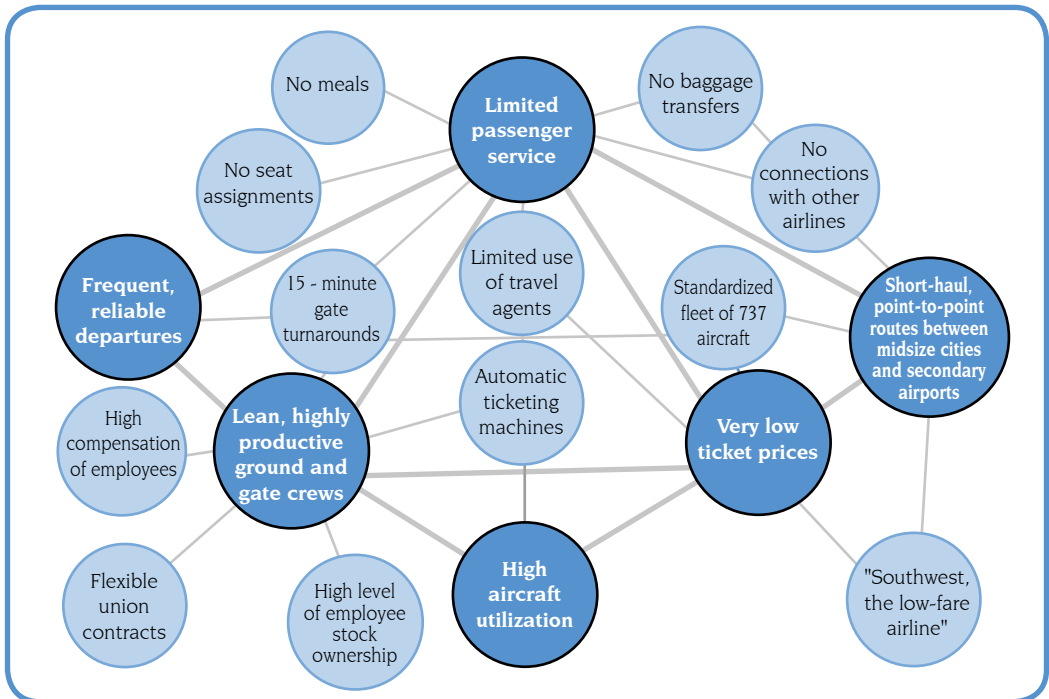 No meals
Limited
passenger
service
No baggage
transfers
No
connections
with other
airlines
No seat
assignments
Frequent,
reliable
departures
15 - minute
gate
turnarounds
Limited use
of travel
agents
Standardized
fleet of 737
aircraft
Short-haul,
point-to-point
routes between
midsize cities
and secondary
airports
High
compensation
of employees
Lean, highly
productive
ground and
gate crews
Automatic
ticketing
machines
Very low
ticket prices
Flexible
union
contracts
High level
of employee
stock
ownership
High
aircraft
utilization
"Southwest,
the low-fare
airline"